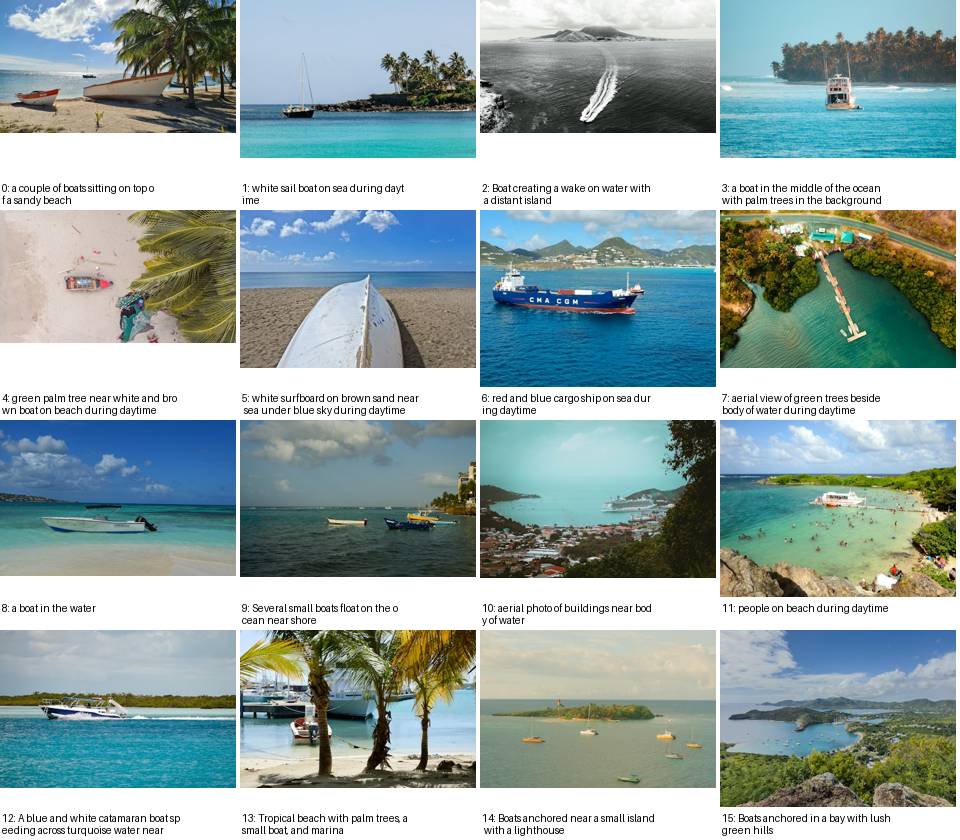 0: a couple of boats sitting on top o
f a sandy beach
1: white sail boat on sea during dayt
ime
2: Boat creating a wake on water with
a distant island
3: a boat in the middle of the ocean
with palm trees in the background
4: green palm tree near white and bro
wn boat on beach during daytime
5: white surfboard on brown sand near
sea under blue sky during daytime
CMA CGM
6: red and blue cargo ship on sea dur
ing daytime
7: aerial view of green trees beside
body of water during daytime
8: a boat in the water
9: Several small boats float on the o
cean near shore
10: aerial photo of buildings near bod
y of water
11: people on beach during daytime
12: A blue and white catamaran boat sp
eeding across turquoise water near
13: Tropical beach with palm trees, a
small boat, and marina
14: Boats anchored near a small island
with a lighthouse
15: Boats anchored in a bay with lush
green hills